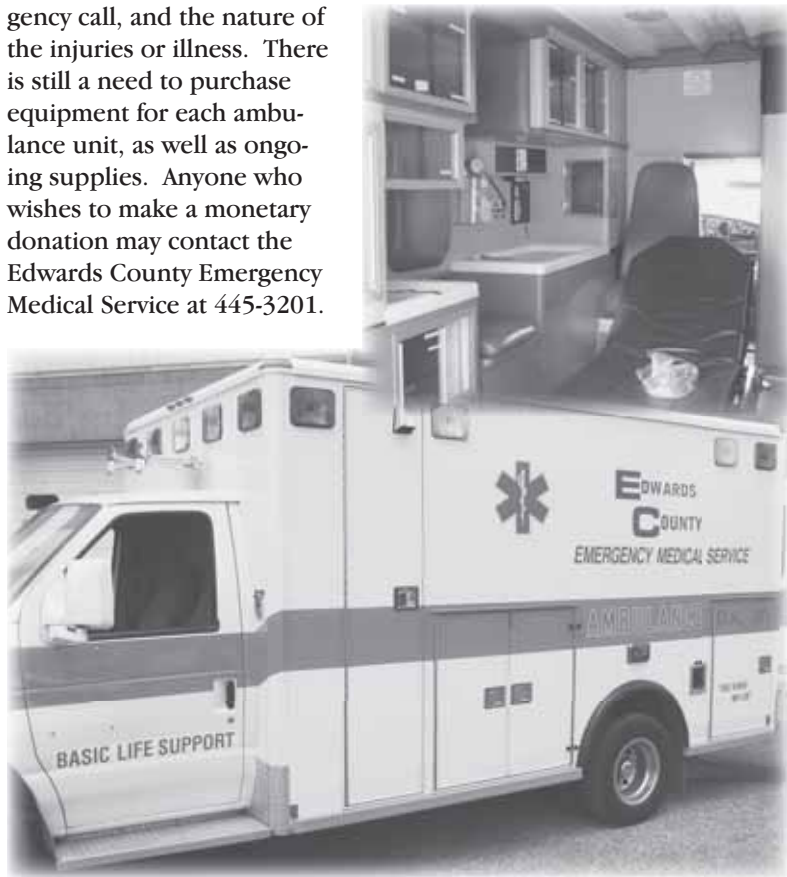 gency call, and the nature of
the injuries or illness. There
is still a need to purchase
equipment for each ambu-
lance unit, as well as ongo-
ing supplies. Anyone who
wishes to make a monetary
donation may contact the
Edwards County Emergency
Medical Service at 445-3201.
EDWARDS
COUNTY
EMERGENCY MEDICAL SERVICE
AMBULANCE
BASIC LIFE SUPPORT